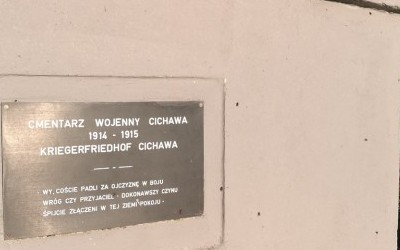 CMENTARZ WOJENNY CICHAWA
1914 - 1915
KRIEGERFRIEDHOF CICHAWA
- · -
- WY, COŚCIE PADLI ZA OJCZYZNĘ W BOJU
WRÓG CZY PRZYJACIEL - DOKONAWSZY CZYNU
ŚPIJCIE ZŁĄCZENI W TEJ ZIEMI POKOJU -